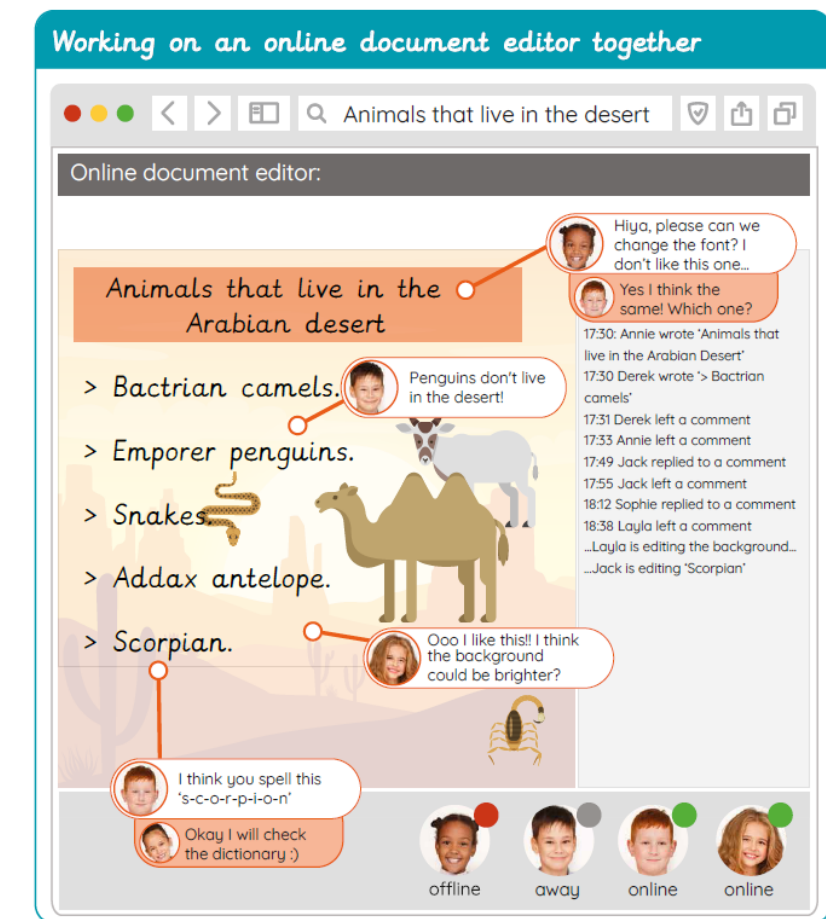 Working on an online document editor together
Animals that live in the desert
Online document editor:
Hiya, please can we
change the font? I
don't like this one...
Yes I think the
same! Which one?
Animals that live in the
Arabian desert
> Bactrian camels.
Penguins don't live
in the desert!
> Emporer penguins.
> Snakes.
> Addax antelope.
> Scorpian.
Ooo I like this!! I think
the background
could be brighter?
I think you spell this
's-c-o-r-p-i-o-n'
Okay I will check
the dictionary :)
17:30: Annie wrote 'Animals that
live in the Arabian Desert'
17:30 Derek wrote '> Bactrian
camels'
17:31 Derek left a comment
17:33 Annie left a comment
17:49 Jack replied to a comment
17:55 Jack left a comment
18:12 Sophie replied to a comment
18:38 Layla left a comment
...Layla is editing the background...
...Jack is editing 'Scorpian'
offline
away
online
online